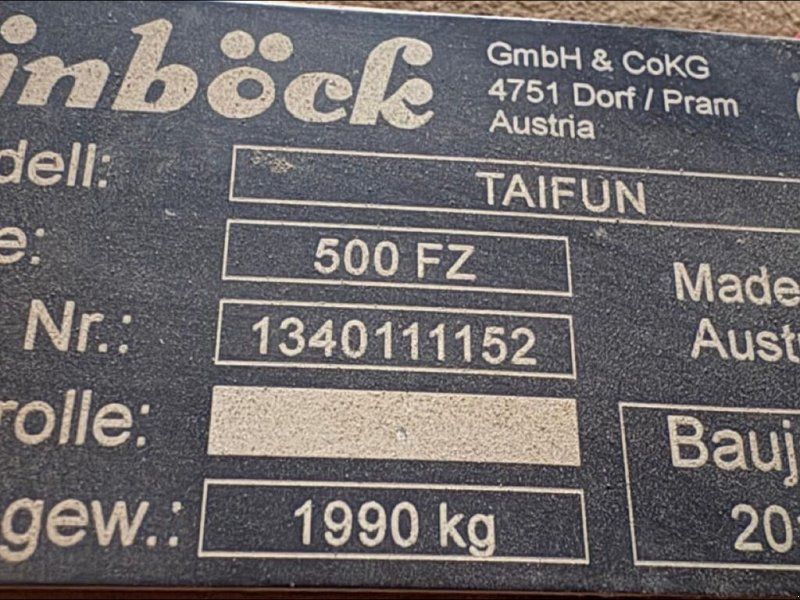 inböck
GmbH & CoKG
4751 Dorf / Pram
Austria
dell: TAIFUN
e: 500 FZ
Nr.: 1340111152
Made
Aust
rolle:
Bauj
gew.: 1990 kg
20